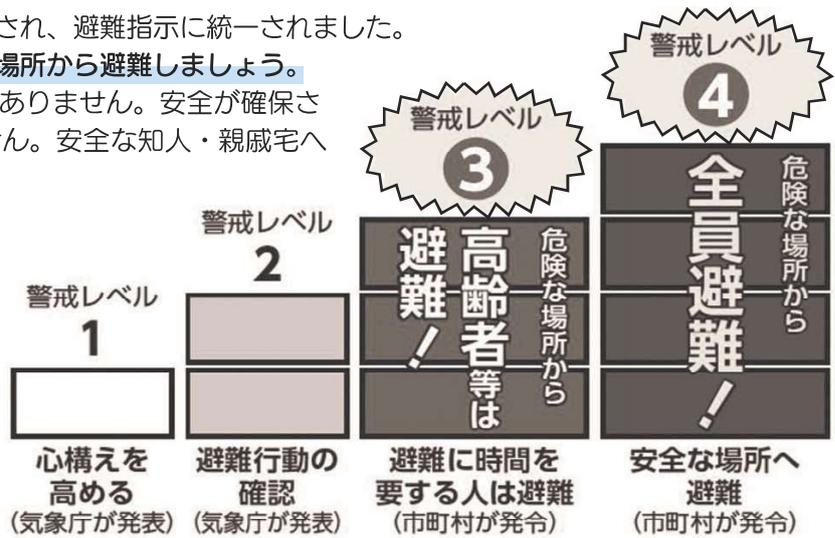 され、避難指示に統一されました。
場所から避難しましょう。
ありません。安全が確保さ
ん。安全な知人・親戚宅へ
警戒レベル
1
心構えを
高める
（気象庁が発表）
警戒レベル
2
避難行動の
確認
（気象庁が発表）
警戒レベル
3
危険な場所から
高齢者等は
避難！
避難に時間を
要する人は避難
（市町村が発令）
警戒レベル
4
危険な場所から
全員避難！
安全な場所へ
避難
（市町村が発令）